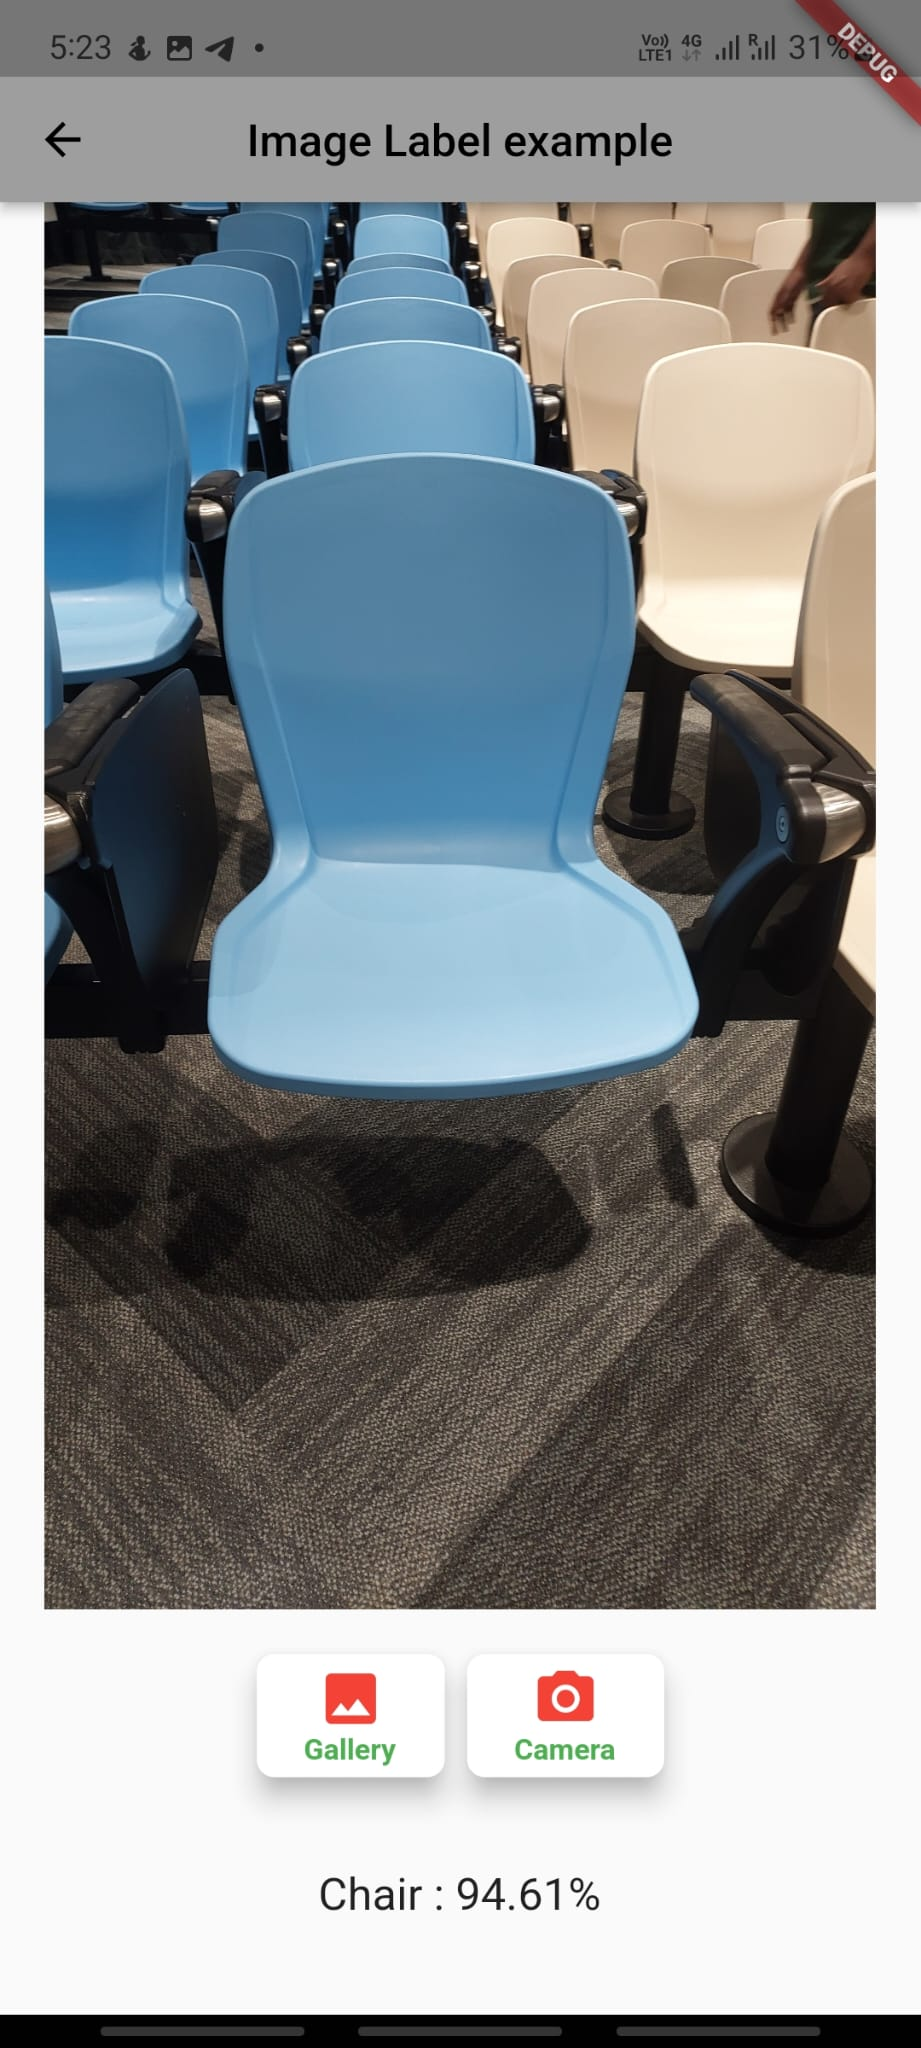 5:23
Vo)) 4G R 31%
LTE1
DEBUG
Image Label example
Gallery
Camera
Chair : 94.61%